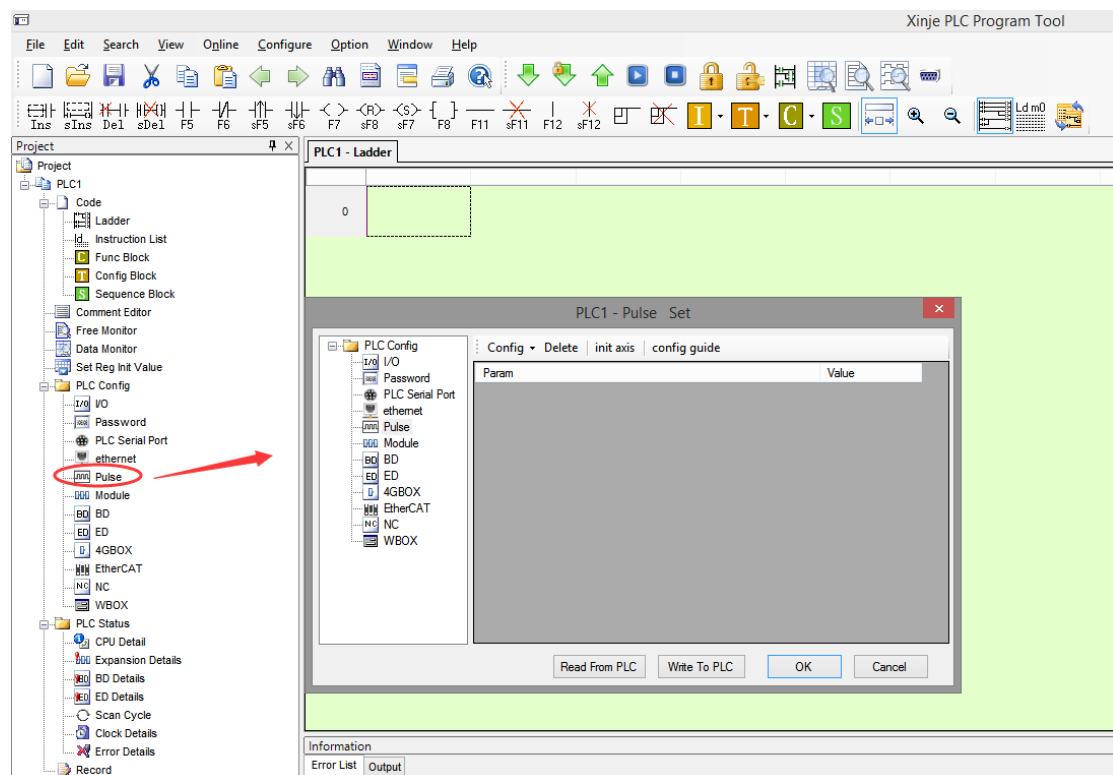 Xinje PLC Program Tool
File Edit Search View Online Configure Option Window Help
Ins sIns Del sDel F5 F6 sF5 sF6 F7 sF8 sF7 F8 F11 sF11 F12 sF12 I T C S Ld m0
Project
PLC1 - Ladder
Project
PLC1
Code
Ladder
Instruction List
Func Block
Config Block
Sequence Block
Comment Editor
Free Monitor
Data Monitor
Set Reg Init Value
PLC Config
I/O
Password
PLC Serial Port
ethernet
Pulse
Module
BD
ED
4GBOX
EtherCAT
NC
WBOX
PLC Status
CPU Detail
Expansion Details
BD Details
ED Details
Scan Cycle
Clock Details
Error Details
Record
0
PLC1 - Pulse Set
PLC Config
I/O
Password
PLC Serial Port
ethernet
Pulse
Module
BD
ED
4GBOX
EtherCAT
NC
WBOX
Config Delete init axis config guide
Param Value
Read From PLC Write To PLC OK Cancel
Information
Error List Output